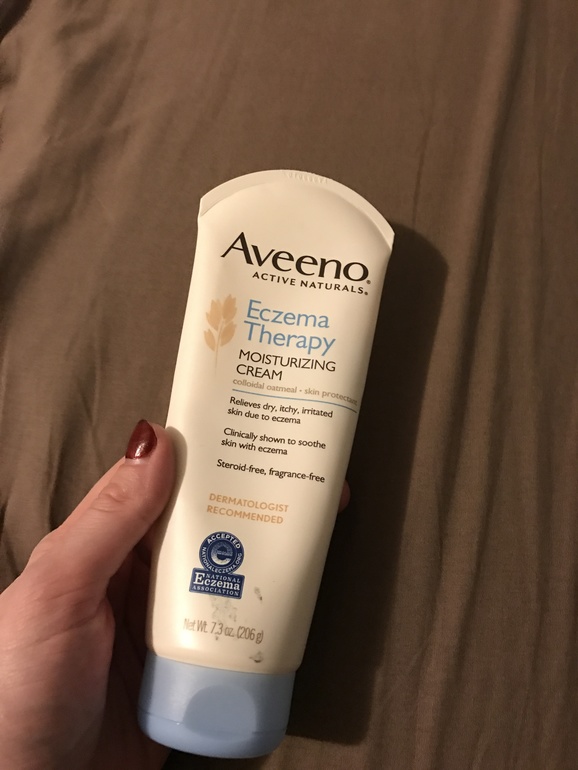 Aveeno®
ACTIVE NATURALS®
Eczema
Therapy
MOISTURIZING
CREAM
colloidal oatmeal • skin protectant
Relieves dry, itchy, irritated
skin due to eczema
Clinically shown to soothe
skin with eczema
Steroid-free, fragrance-free
DERMATOLOGIST
RECOMMENDED
ACCEPTED
NATIONALECZEMA.ORG
NATIONAL
Eczema
ASSOCIATION
Net Wt. 7.3 oz. (206 g)